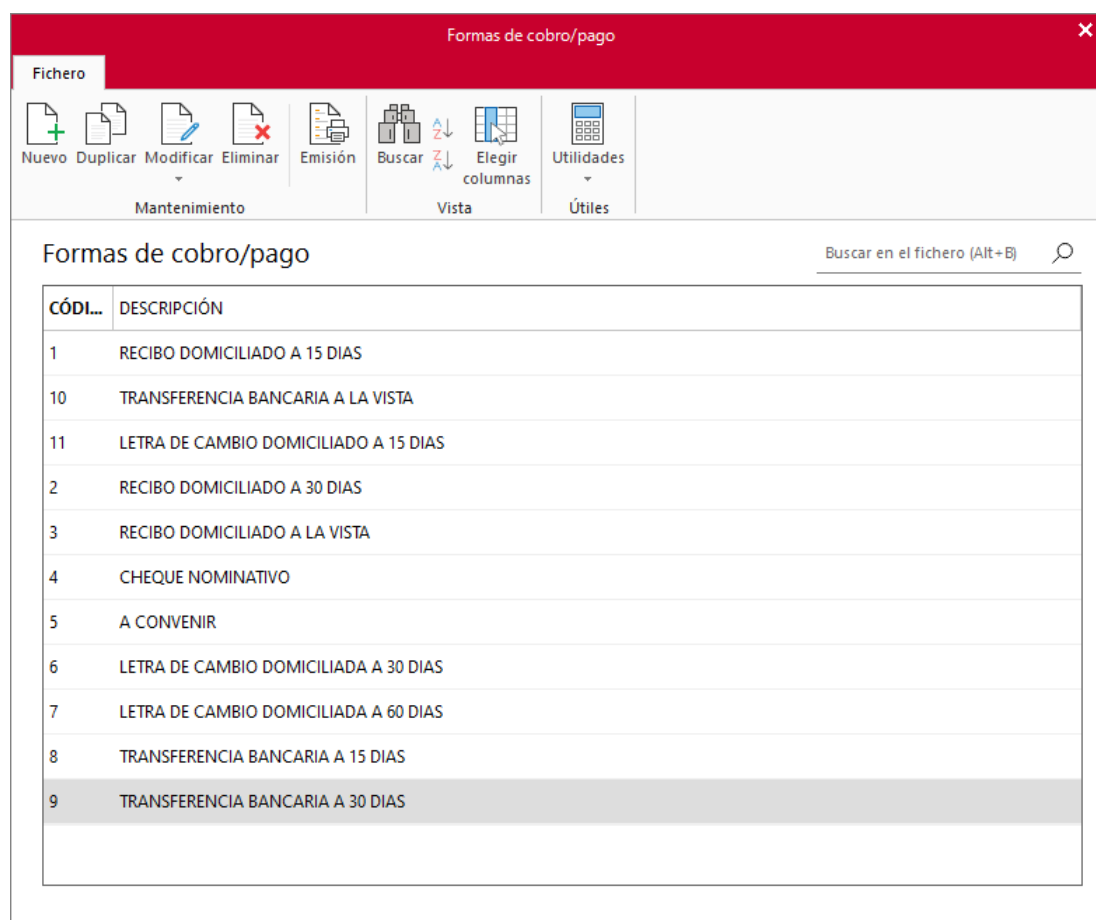 Formas de cobro/pago
Fichero
Nuevo Duplicar Modificar Eliminar Emisión Buscar Elegir columnas Utilidades
Mantenimiento Vista Útiles
Formas de cobro/pago
Buscar en el fichero (Alt+B)
CÓDI... DESCRIPCIÓN
1 RECIBO DOMICILIADO A 15 DIAS
10 TRANSFERENCIA BANCARIA A LA VISTA
11 LETRA DE CAMBIO DOMICILIADO A 15 DIAS
2 RECIBO DOMICILIADO A 30 DIAS
3 RECIBO DOMICILIADO A LA VISTA
4 CHEQUE NOMINATIVO
5 A CONVENIR
6 LETRA DE CAMBIO DOMICILIADA A 30 DIAS
7 LETRA DE CAMBIO DOMICILIADA A 60 DIAS
8 TRANSFERENCIA BANCARIA A 15 DIAS
9 TRANSFERENCIA BANCARIA A 30 DIAS